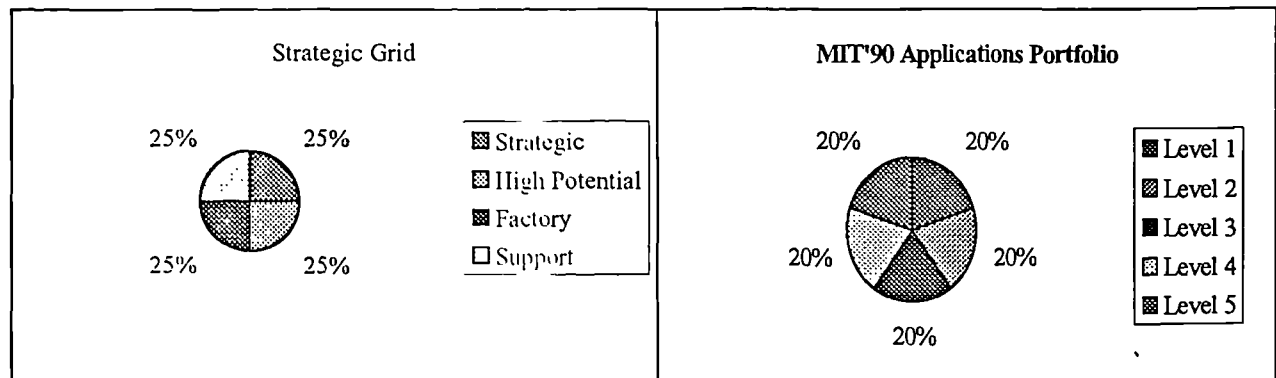 Strategic Grid
25%
25%
25%
25%
Strategic
High Potential
Factory
Support
MIT'90 Applications Portfolio
20%
20%
20%
20%
20%
Level 1
Level 2
Level 3
Level 4
Level 5